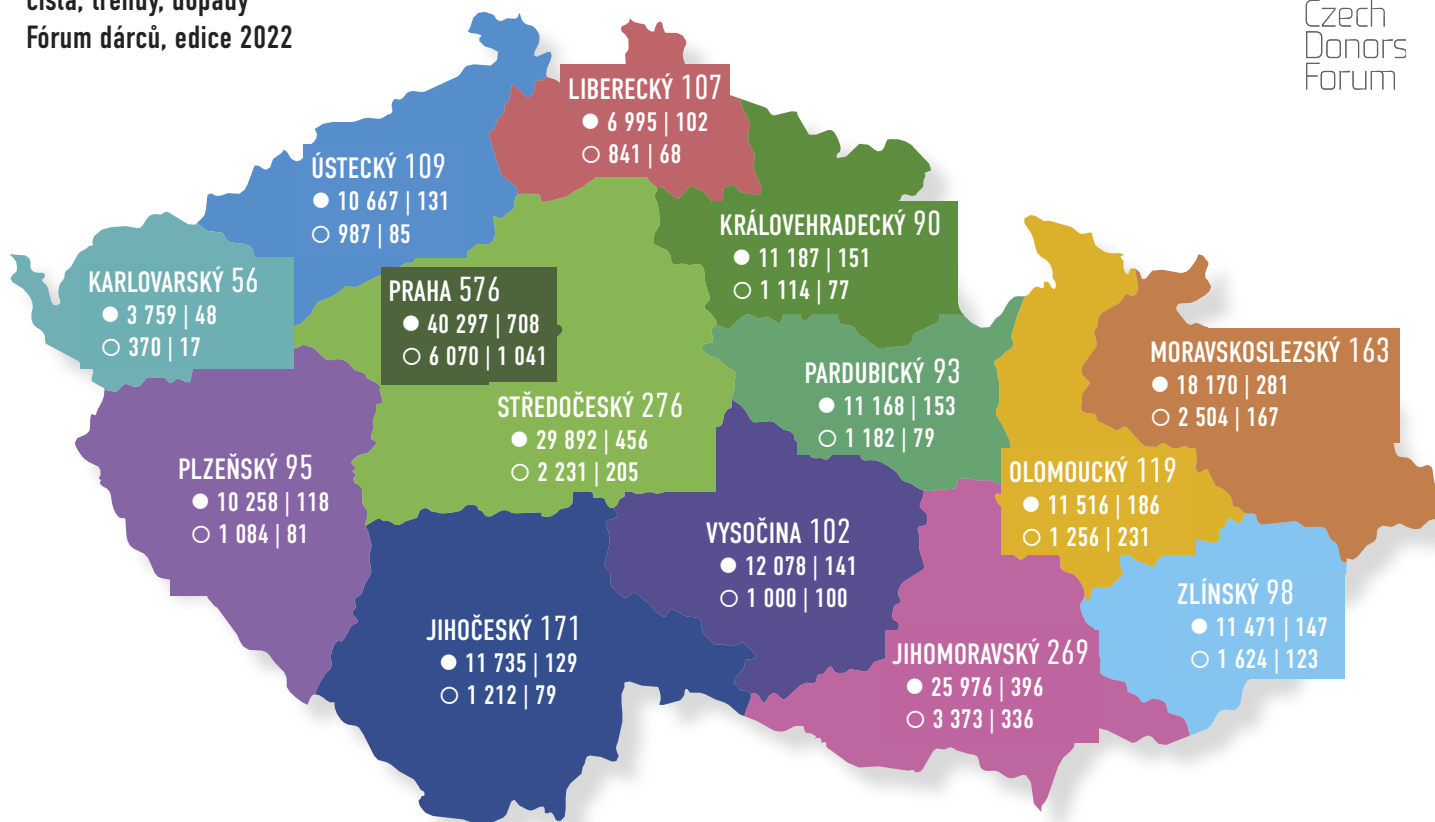 čísla, trendy, dopady
Fórum dárců, edice 2022
Czech
Donors
Forum
LIBERECKÝ 107
● 6 995 | 102
○ 841 | 68
ÚSTECKÝ 109
● 10 667 | 131
○ 987 | 85
KRÁLOVEHRADECKÝ 90
● 11 187 | 151
○ 1 114 | 77
KARLOVARSKÝ 56
● 3 759 | 48
○ 370 | 17
PRAHA 576
● 40 297 | 708
○ 6 070 | 1 041
MORAVSKOSLEZSKÝ 163
● 18 170 | 281
○ 2 504 | 167
PARDUBICKÝ 93
● 11 168 | 153
○ 1 182 | 79
STŘEDOČESKÝ 276
● 29 892 | 456
○ 2 231 | 205
PLZEŇSKÝ 95
● 10 258 | 118
○ 1 084 | 81
OLOMOUCKÝ 119
● 11 516 | 186
○ 1 256 | 231
VYSOČINA 102
● 12 078 | 141
○ 1 000 | 100
ZLÍNSKÝ 98
● 11 471 | 147
○ 1 624 | 123
JIHOČESKÝ 171
● 11 735 | 129
○ 1 212 | 79
JIHOMORAVSKÝ 269
● 25 976 | 396
○ 3 373 | 336